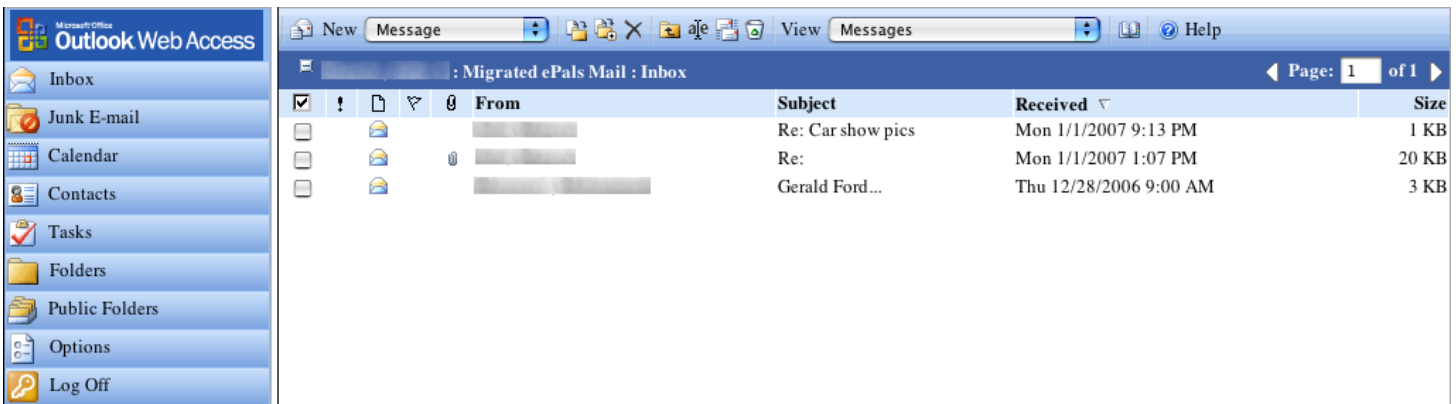 Microsoft Office
Outlook Web Access
Inbox
Junk E-mail
Calendar
Contacts
Tasks
Folders
Public Folders
Options
Log Off
New Message View Messages Help
: Migrated ePals Mail : Inbox Page: 1 of 1
! From Subject Received Size
Re: Car show pics Mon 1/1/2007 9:13 PM 1 KB
Re: Mon 1/1/2007 1:07 PM 20 KB
Gerald Ford... Thu 12/28/2006 9:00 AM 3 KB